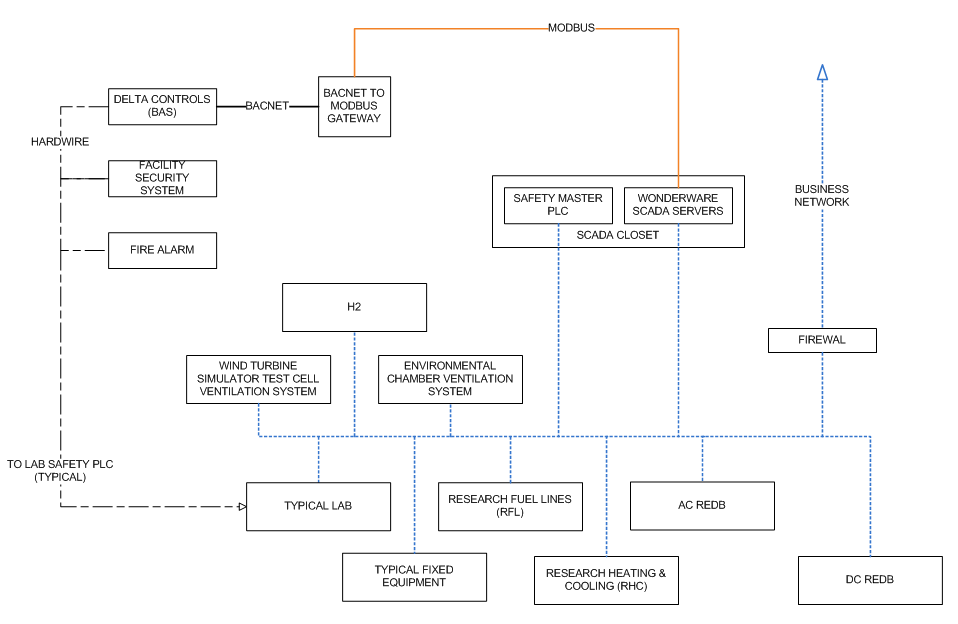 MODBUS
DELTA CONTROLS
(BAS)
BACNET
BACNET TO
MODBUS
GATEWAY
HARDWIRE
FACILITY
SECURITY
SYSTEM
FIRE ALARM
SAFETY MASTER
PLC
WONDERWARE
SCADA SERVERS
SCADA CLOSET
BUSINESS
NETWORK
FIREWAL
H2
WIND TURBINE
SIMULATOR TEST CELL
VENTILATION SYSTEM
ENVIRONMENTAL
CHAMBER VENTILATION
SYSTEM
TO LAB SAFETY PLC
(TYPICAL)
TYPICAL LAB
RESEARCH FUEL LINES
(RFL)
AC REDB
TYPICAL FIXED
EQUIPMENT
RESEARCH HEATING &
COOLING (RHC)
DC REDB